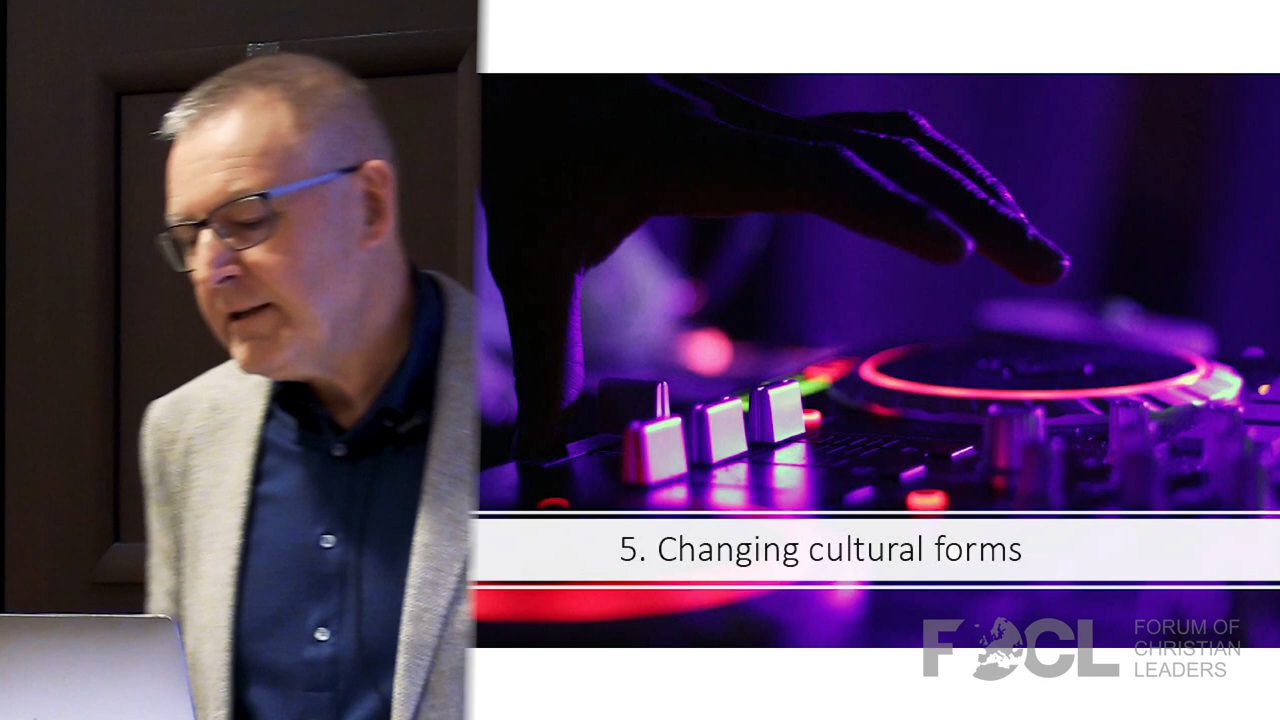 5. Changing cultural forms
FOCL
FORUM OF
CHRISTIAN
LEADERS